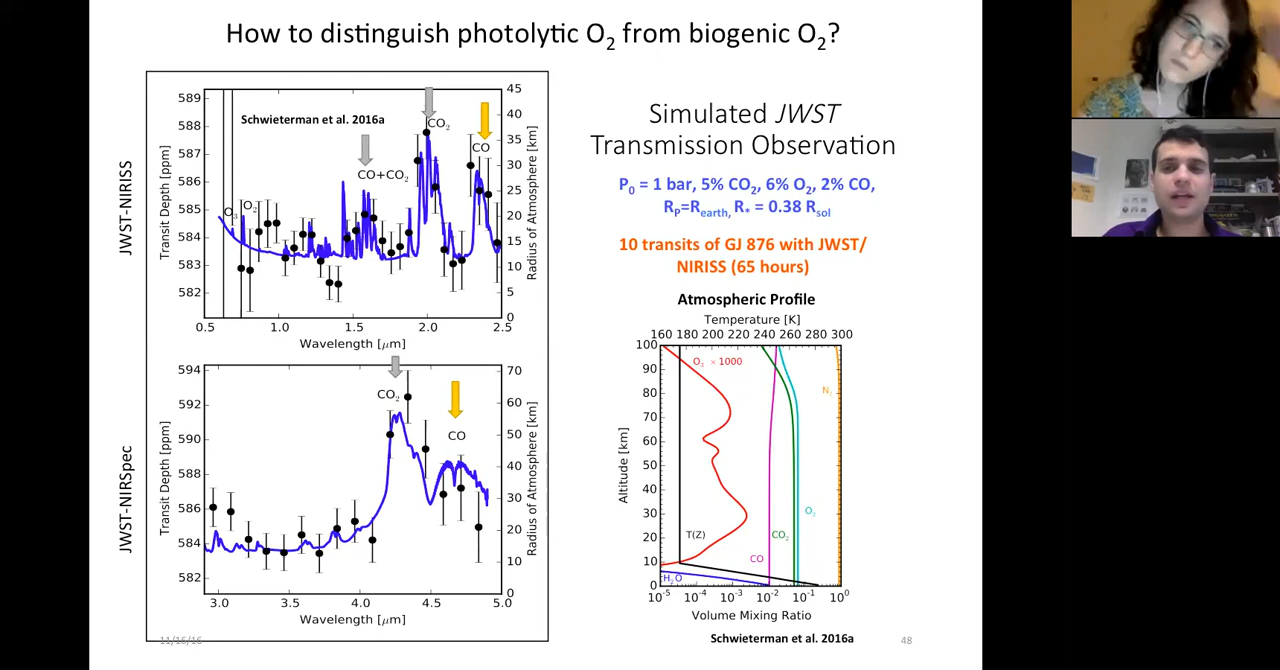 How to distinguish photolytic O₂ from biogenic O₂?
JWST-NIRISS
Schwieterman et al. 2016a
CO₂
CO
CO+CO₂
O₃
O₂
Transit Depth [ppm]
589
588
587
586
585
584
583
582
45
40
35
30
25
20
15
10
5
0
Radius of Atmosphere [km]
0.5 1.0 1.5 2.0 2.5
Wavelength [μm]
JWST-NIRSpec
CO₂
CO
Transit Depth [ppm]
594
592
590
588
586
584
582
70
60
50
40
30
20
10
0
Radius of Atmosphere [km]
3.0 3.5 4.0 4.5 5.0
Wavelength [μm]
11/16/16
Simulated JWST
Transmission Observation
P₀ = 1 bar, 5% CO₂, 6% O₂, 2% CO,
R_P=R_earth, R_* = 0.38 R_sol
10 transits of GJ 876 with JWST/
NIRISS (65 hours)
Atmospheric Profile
Temperature [K]
160 180 200 220 240 260 280 300
Altitude [km]
100
90
80
70
60
50
40
30
20
10
0
O₃ ×1000
N₂
O₂
T(Z)
CO₂
CO
H₂O
10⁻⁵ 10⁻⁴ 10⁻³ 10⁻² 10⁻¹ 10⁰
Volume Mixing Ratio
Schwieterman et al. 2016a
48